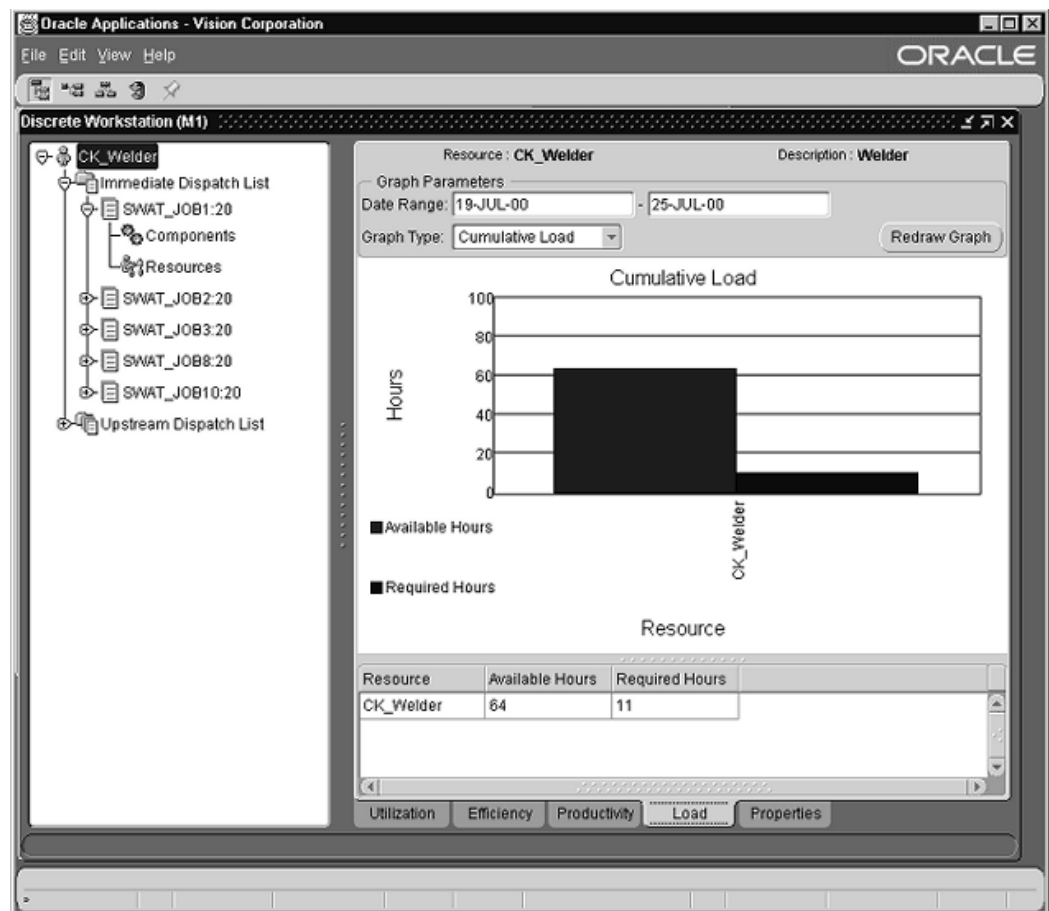 Oracle Applications - Vision Corporation
File Edit View Help
ORACLE
Discrete Workstation (M1)
CK_Welder
Immediate Dispatch List
SWAT_JOB1:20
Components
Resources
SWAT_JOB2:20
SWAT_JOB3:20
SWAT_JOB8:20
SWAT_JOB10:20
Upstream Dispatch List
Resource : CK_Welder Description : Welder
Graph Parameters
Date Range: 19-JUL-00 - 25-JUL-00
Graph Type: Cumulative Load Redraw Graph
Cumulative Load
100
80
60
40
20
0
Hours
CK_Welder
Available Hours
Required Hours
Resource
Resource Available Hours Required Hours
CK_Welder 64 11
Utilization Efficiency Productivity Load Properties